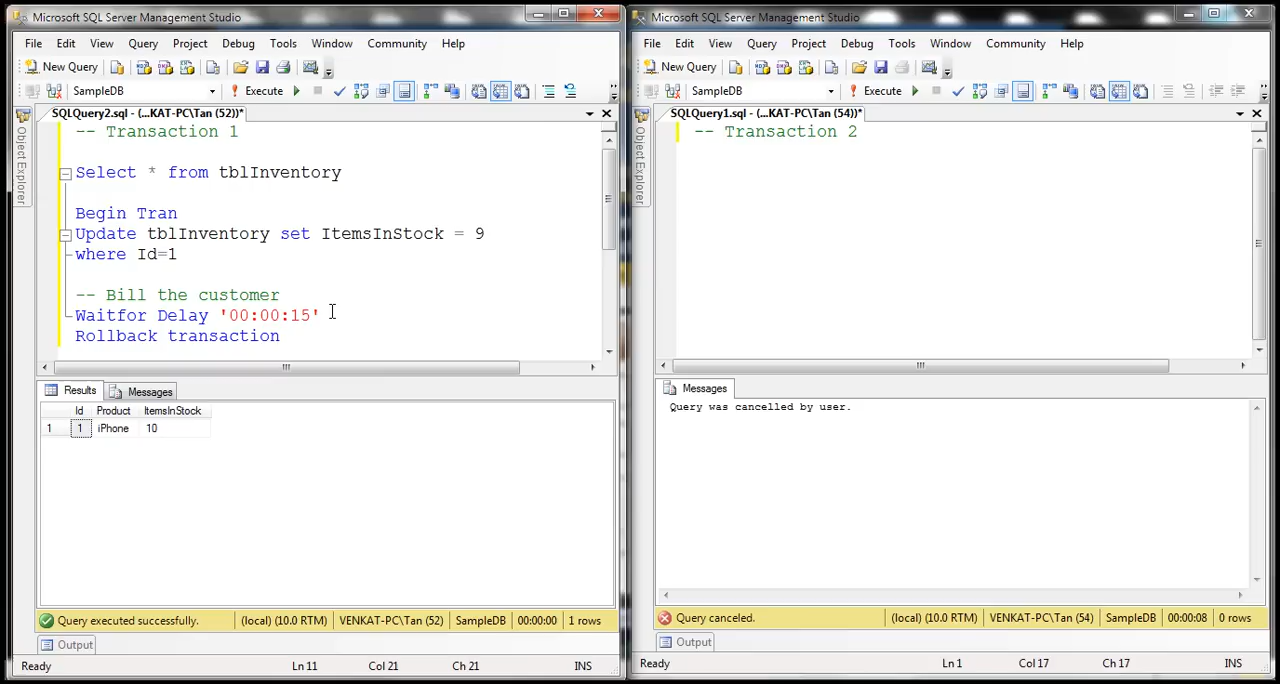 Microsoft SQL Server Management Studio
File Edit View Query Project Debug Tools Window Community Help
New Query
SampleDB Execute
SQLQuery2.sql - (...KAT-PC\Tan (52))*
Object Explorer
-- Transaction 1
Select * from tblInventory
Begin Tran
Update tblInventory set ItemsInStock = 9
where Id=1
-- Bill the customer
Waitfor Delay '00:00:15'
Rollback transaction
Results Messages
Id Product ItemsInStock
1 1 iPhone 10
Query executed successfully. (local) (10.0 RTM) VENKAT-PC\Tan (52) SampleDB 00:00:00 1 rows
Output
Ready Ln 11 Col 21 Ch 21 INS
Microsoft SQL Server Management Studio
File Edit View Query Project Debug Tools Window Community Help
New Query
SampleDB Execute
SQLQuery1.sql - (...KAT-PC\Tan (54))*
Object Explorer
-- Transaction 2
Messages
Query was cancelled by user.
Query canceled. (local) (10.0 RTM) VENKAT-PC\Tan (54) SampleDB 00:00:08 0 rows
Output
Ready Ln 1 Col 17 Ch 17 INS